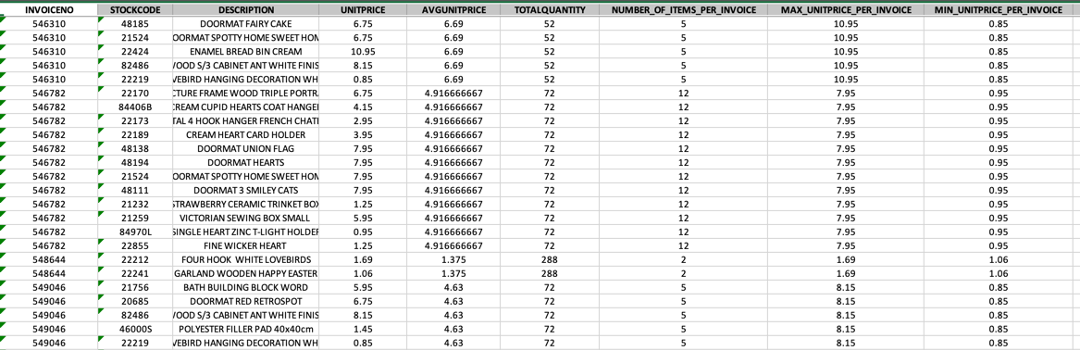 INVOICENO STOCKCODE DESCRIPTION UNITPRICE AVGUNITPRICE TOTALQUANTITY NUMBER_OF_ITEMS_PER_INVOICE MAX_UNITPRICE_PER_INVOICE MIN_UNITPRICE_PER_INVOICE
546310 48185 DOORMAT FAIRY CAKE 6.75 6.69 52 5 10.95 0.85
546310 21524 OORMAT SPOTTY HOME SWEET HOM 6.75 6.69 52 5 10.95 0.85
546310 22424 ENAMEL BREAD BIN CREAM 10.95 6.69 52 5 10.95 0.85
546310 82486 WOOD S/3 CABINET ANT WHITE FINIS 8.15 6.69 52 5 10.95 0.85
546310 22219 VEBIRD HANGING DECORATION WH 0.85 6.69 52 5 10.95 0.85
546782 22170 CTURE FRAME WOOD TRIPLE PORTR 6.75 4.916666667 72 12 7.95 0.95
546782 84406B CREAM CUPID HEARTS COAT HANGE 4.15 4.916666667 72 12 7.95 0.95
546782 22173 TAL 4 HOOK HANGER FRENCH CHAT 2.95 4.916666667 72 12 7.95 0.95
546782 22189 CREAM HEART CARD HOLDER 3.95 4.916666667 72 12 7.95 0.95
546782 48138 DOORMAT UNION FLAG 7.95 4.916666667 72 12 7.95 0.95
546782 48194 DOORMAT HEARTS 7.95 4.916666667 72 12 7.95 0.95
546782 21524 OORMAT SPOTTY HOME SWEET HOM 7.95 4.916666667 72 12 7.95 0.95
546782 48111 DOORMAT 3 SMILEY CATS 7.95 4.916666667 72 12 7.95 0.95
546782 21232 STRAWBERRY CERAMIC TRINKET BOX 1.25 4.916666667 72 12 7.95 0.95
546782 21259 VICTORIAN SEWING BOX SMALL 5.95 4.916666667 72 12 7.95 0.95
546782 84970L SINGLE HEART ZINC T-LIGHT HOLDER 0.95 4.916666667 72 12 7.95 0.95
546782 22855 FINE WICKER HEART 1.25 4.916666667 72 12 7.95 0.95
548644 22212 FOUR HOOK WHITE LOVEBIRDS 1.69 1.375 288 2 1.69 1.06
548644 22241 GARLAND WOODEN HAPPY EASTER 1.06 1.375 288 2 1.69 1.06
549046 21756 BATH BUILDING BLOCK WORD 5.95 4.63 72 5 8.15 0.85
549046 20685 DOORMAT RED RETROSPOT 6.75 4.63 72 5 8.15 0.85
549046 82486 WOOD S/3 CABINET ANT WHITE FINIS 8.15 4.63 72 5 8.15 0.85
549046 46000S POLYESTER FILLER PAD 40x40cm 1.45 4.63 72 5 8.15 0.85
549046 22219 VEBIRD HANGING DECORATION WH 0.85 4.63 72 5 8.15 0.85